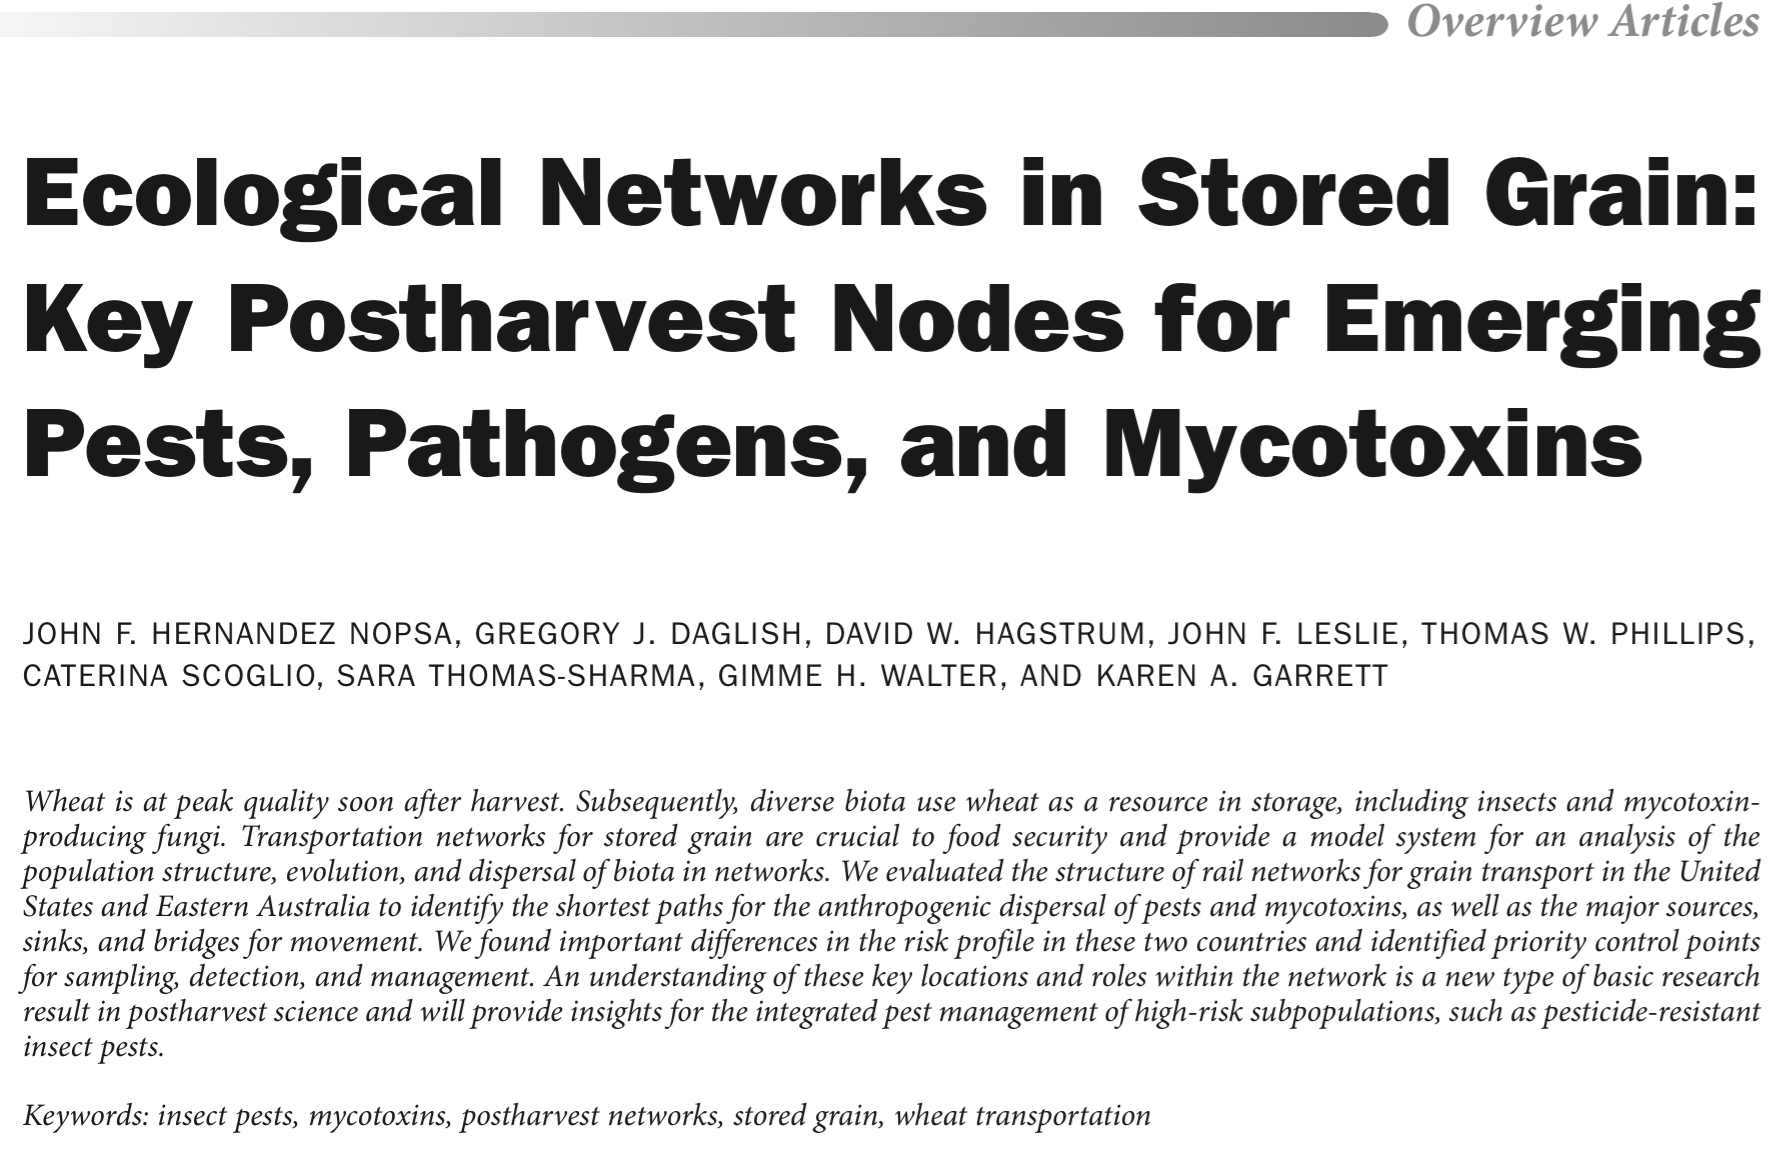 Overview Articles
Ecological Networks in Stored Grain:
Key Postharvest Nodes for Emerging
Pests, Pathogens, and Mycotoxins
JOHN F. HERNANDEZ NOPSA, GREGORY J. DAGLISH, DAVID W. HAGSTRUM, JOHN F. LESLIE, THOMAS W. PHILLIPS,
CATERINA SCOGLIO, SARA THOMAS-SHARMA, GIMME H. WALTER, AND KAREN A. GARRETT
Wheat is at peak quality soon after harvest. Subsequently, diverse biota use wheat as a resource in storage, including insects and mycotoxin-
producing fungi. Transportation networks for stored grain are crucial to food security and provide a model system for an analysis of the
population structure, evolution, and dispersal of biota in networks. We evaluated the structure of rail networks for grain transport in the United
States and Eastern Australia to identify the shortest paths for the anthropogenic dispersal of pests and mycotoxins, as well as the major sources,
sinks, and bridges for movement. We found important differences in the risk profile in these two countries and identified priority control points
for sampling, detection, and management. An understanding of these key locations and roles within the network is a new type of basic research
result in postharvest science and will provide insights for the integrated pest management of high-risk subpopulations, such as pesticide-resistant
insect pests.
Keywords: insect pests, mycotoxins, postharvest networks, stored grain, wheat transportation